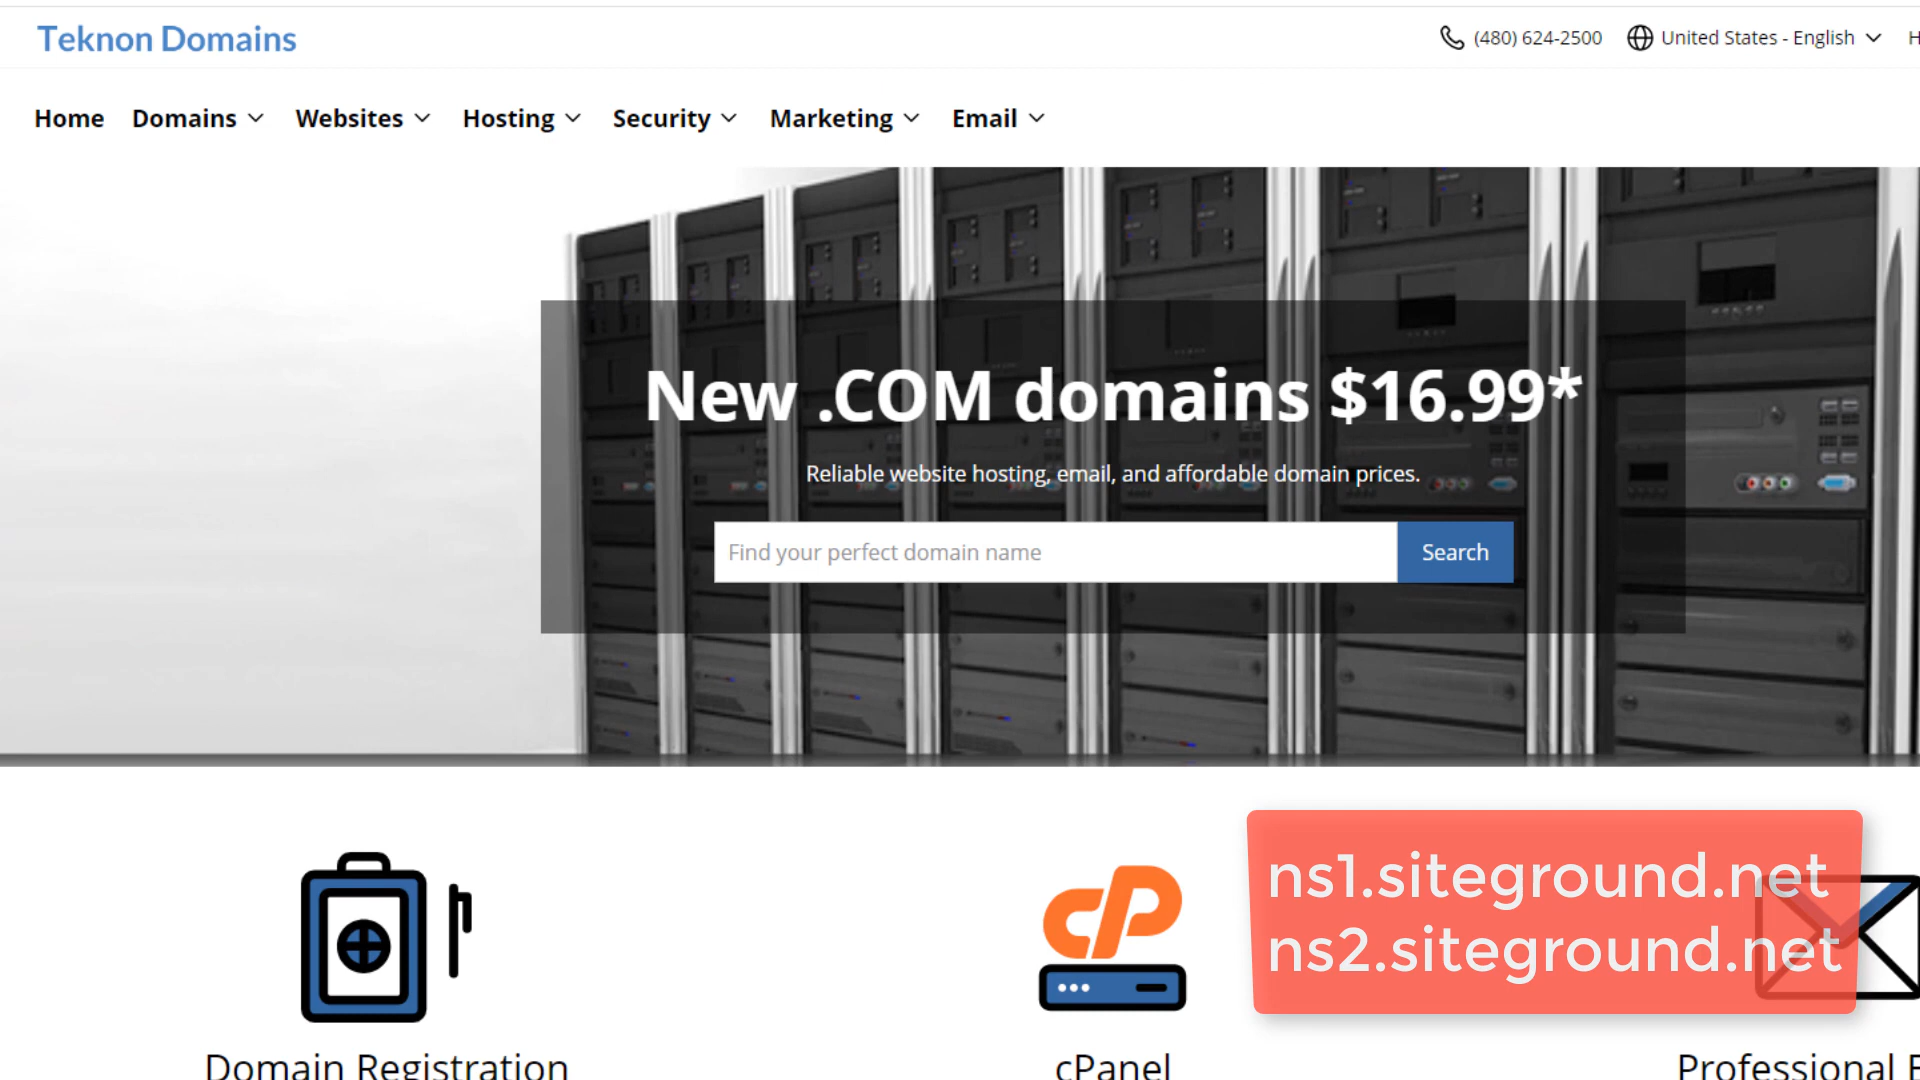 Teknon Domains
(480) 624-2500
United States - English
H
Home
Domains
Websites
Hosting
Security
Marketing
Email
New .COM domains $16.99*
Reliable website hosting, email, and affordable domain prices.
Find your perfect domain name
Search
cP
ns1.siteground.net
ns2.siteground.net
Domain Registration
cPanel
Professional E